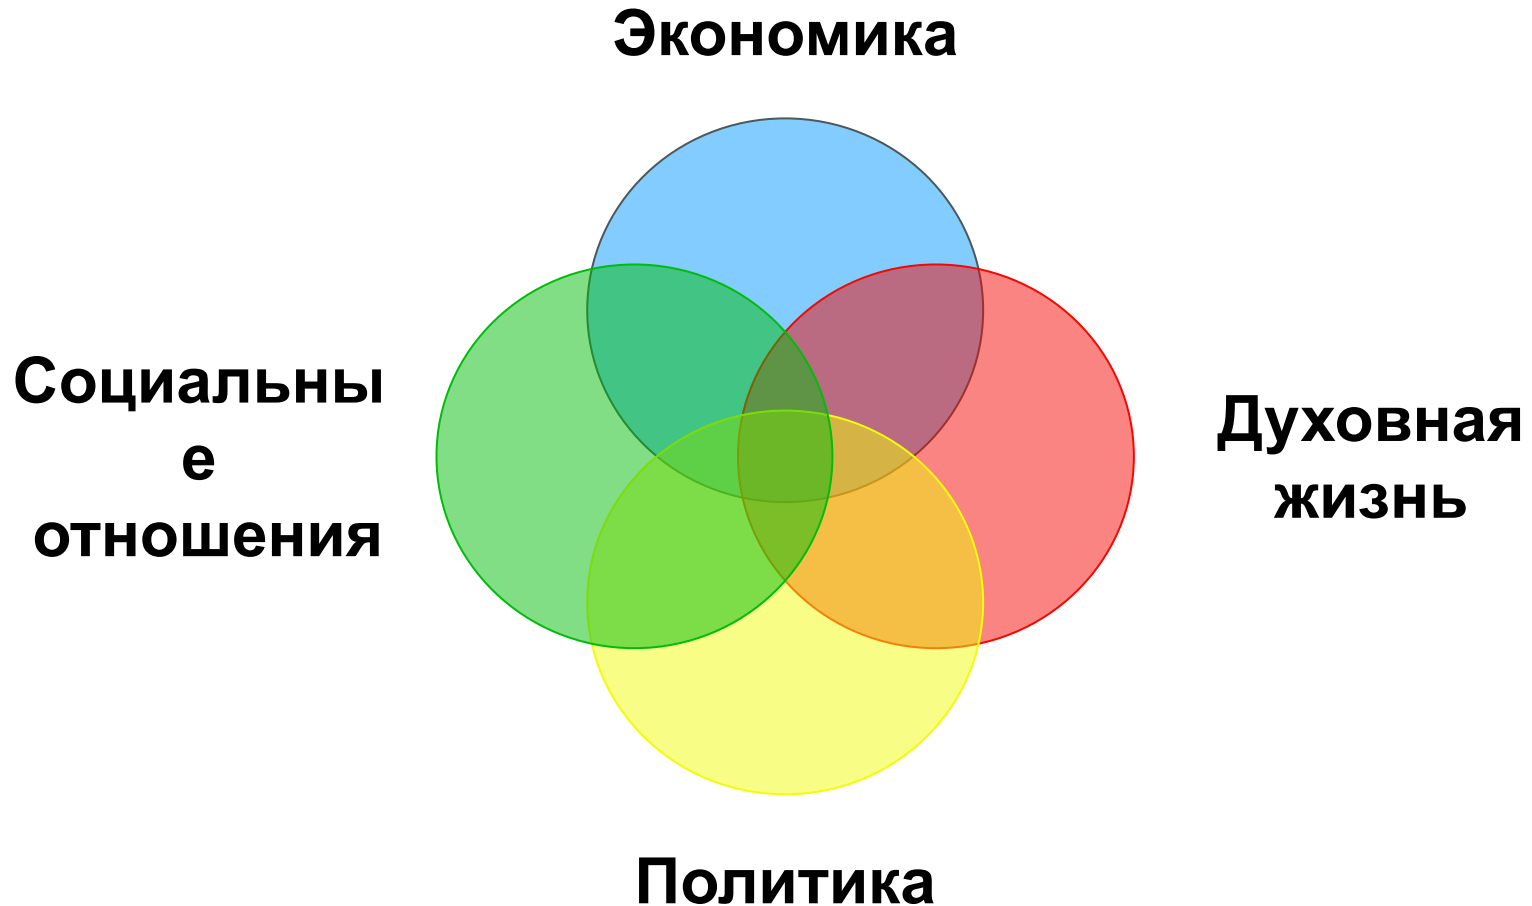 Экономика
Социальны
е
отношения
Духовная
жизнь
Политика